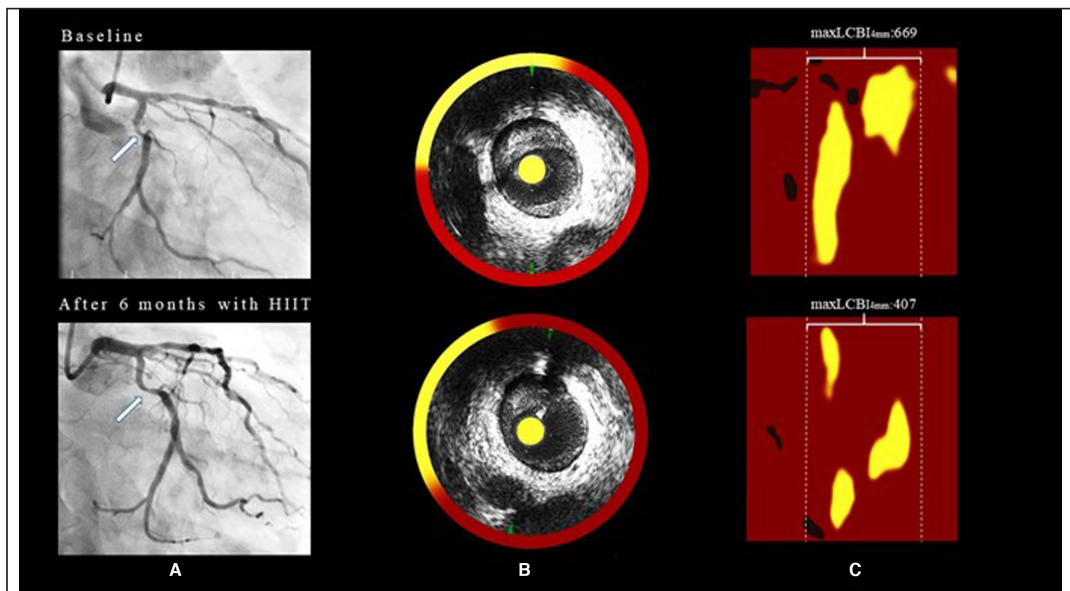 Baseline
maxLCBI4mm:669
After 6 months with HIIT
maxLCBI4mm:407
A
B
C